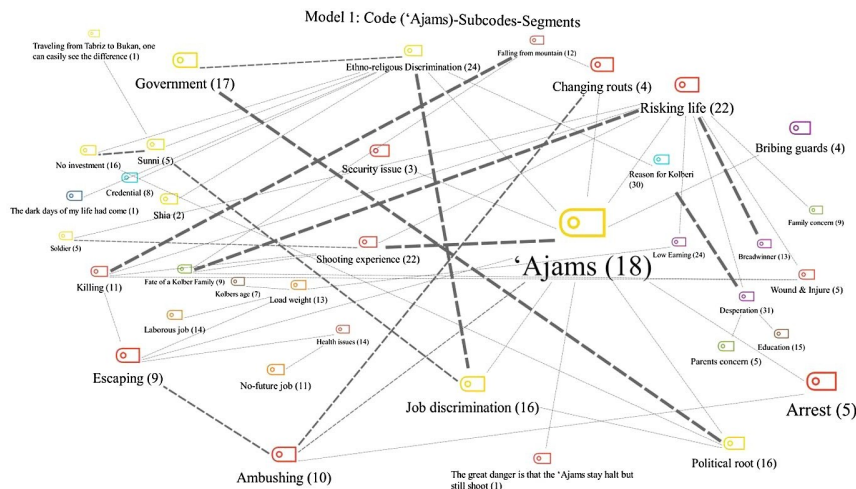 Model 1: Code (‘Ajams)-Subcodes-Segments
Traveling from Tabriz to Bukan, one
can easily see the difference (1)
Government (17)
Ethno-religous Discrimination (24)
Falling from mountain (12)
Changing routs (4)
Risking life (22)
Bribing guards (4)
No investment (16)
Sunni (5)
Security issue (3)
Reason for Kolberi
(30)
Credential (8)
The dark days of my life had come (1)
Shia (2)
Family concern (9)
Soldier (5)
Shooting experience (22)
‘Ajams (18)
Low Earning (24)
Breadwinner (13)
Killing (11)
Fate of a Kolber Family (9)
Wound & Injure (5)
Kolbers age (7)
Load weight (13)
Desperation (31)
Laborous job (14)
Health issues (14)
Education (15)
Parents concern (5)
Escaping (9)
No-future job (11)
Job discrimination (16)
Arrest (5)
Ambushing (10)
The great danger is that the ‘Ajams stay halt but
still shoot (1)
Political root (16)